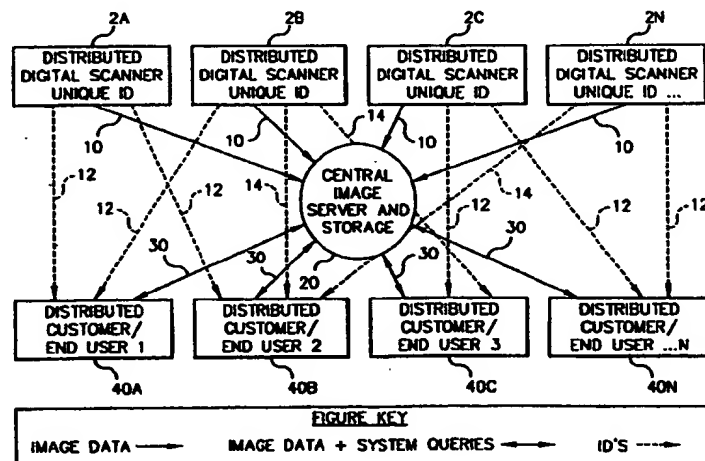 2A 2B 2C 2N
DISTRIBUTED DIGITAL SCANNER UNIQUE ID
DISTRIBUTED DIGITAL SCANNER UNIQUE ID
DISTRIBUTED DIGITAL SCANNER UNIQUE ID
DISTRIBUTED DIGITAL SCANNER UNIQUE ID ...
10 10 14 10 10
CENTRAL IMAGE SERVER AND STORAGE
12 12 12 14 12 14 12 12
30 30 20 30 30
DISTRIBUTED CUSTOMER/ END USER 1
DISTRIBUTED CUSTOMER/ END USER 2
DISTRIBUTED CUSTOMER/ END USER 3
DISTRIBUTED CUSTOMER/ END USER ...N
40A 40B 40C 40N
FIGURE KEY
IMAGE DATA IMAGE DATA + SYSTEM QUERIES ID'S